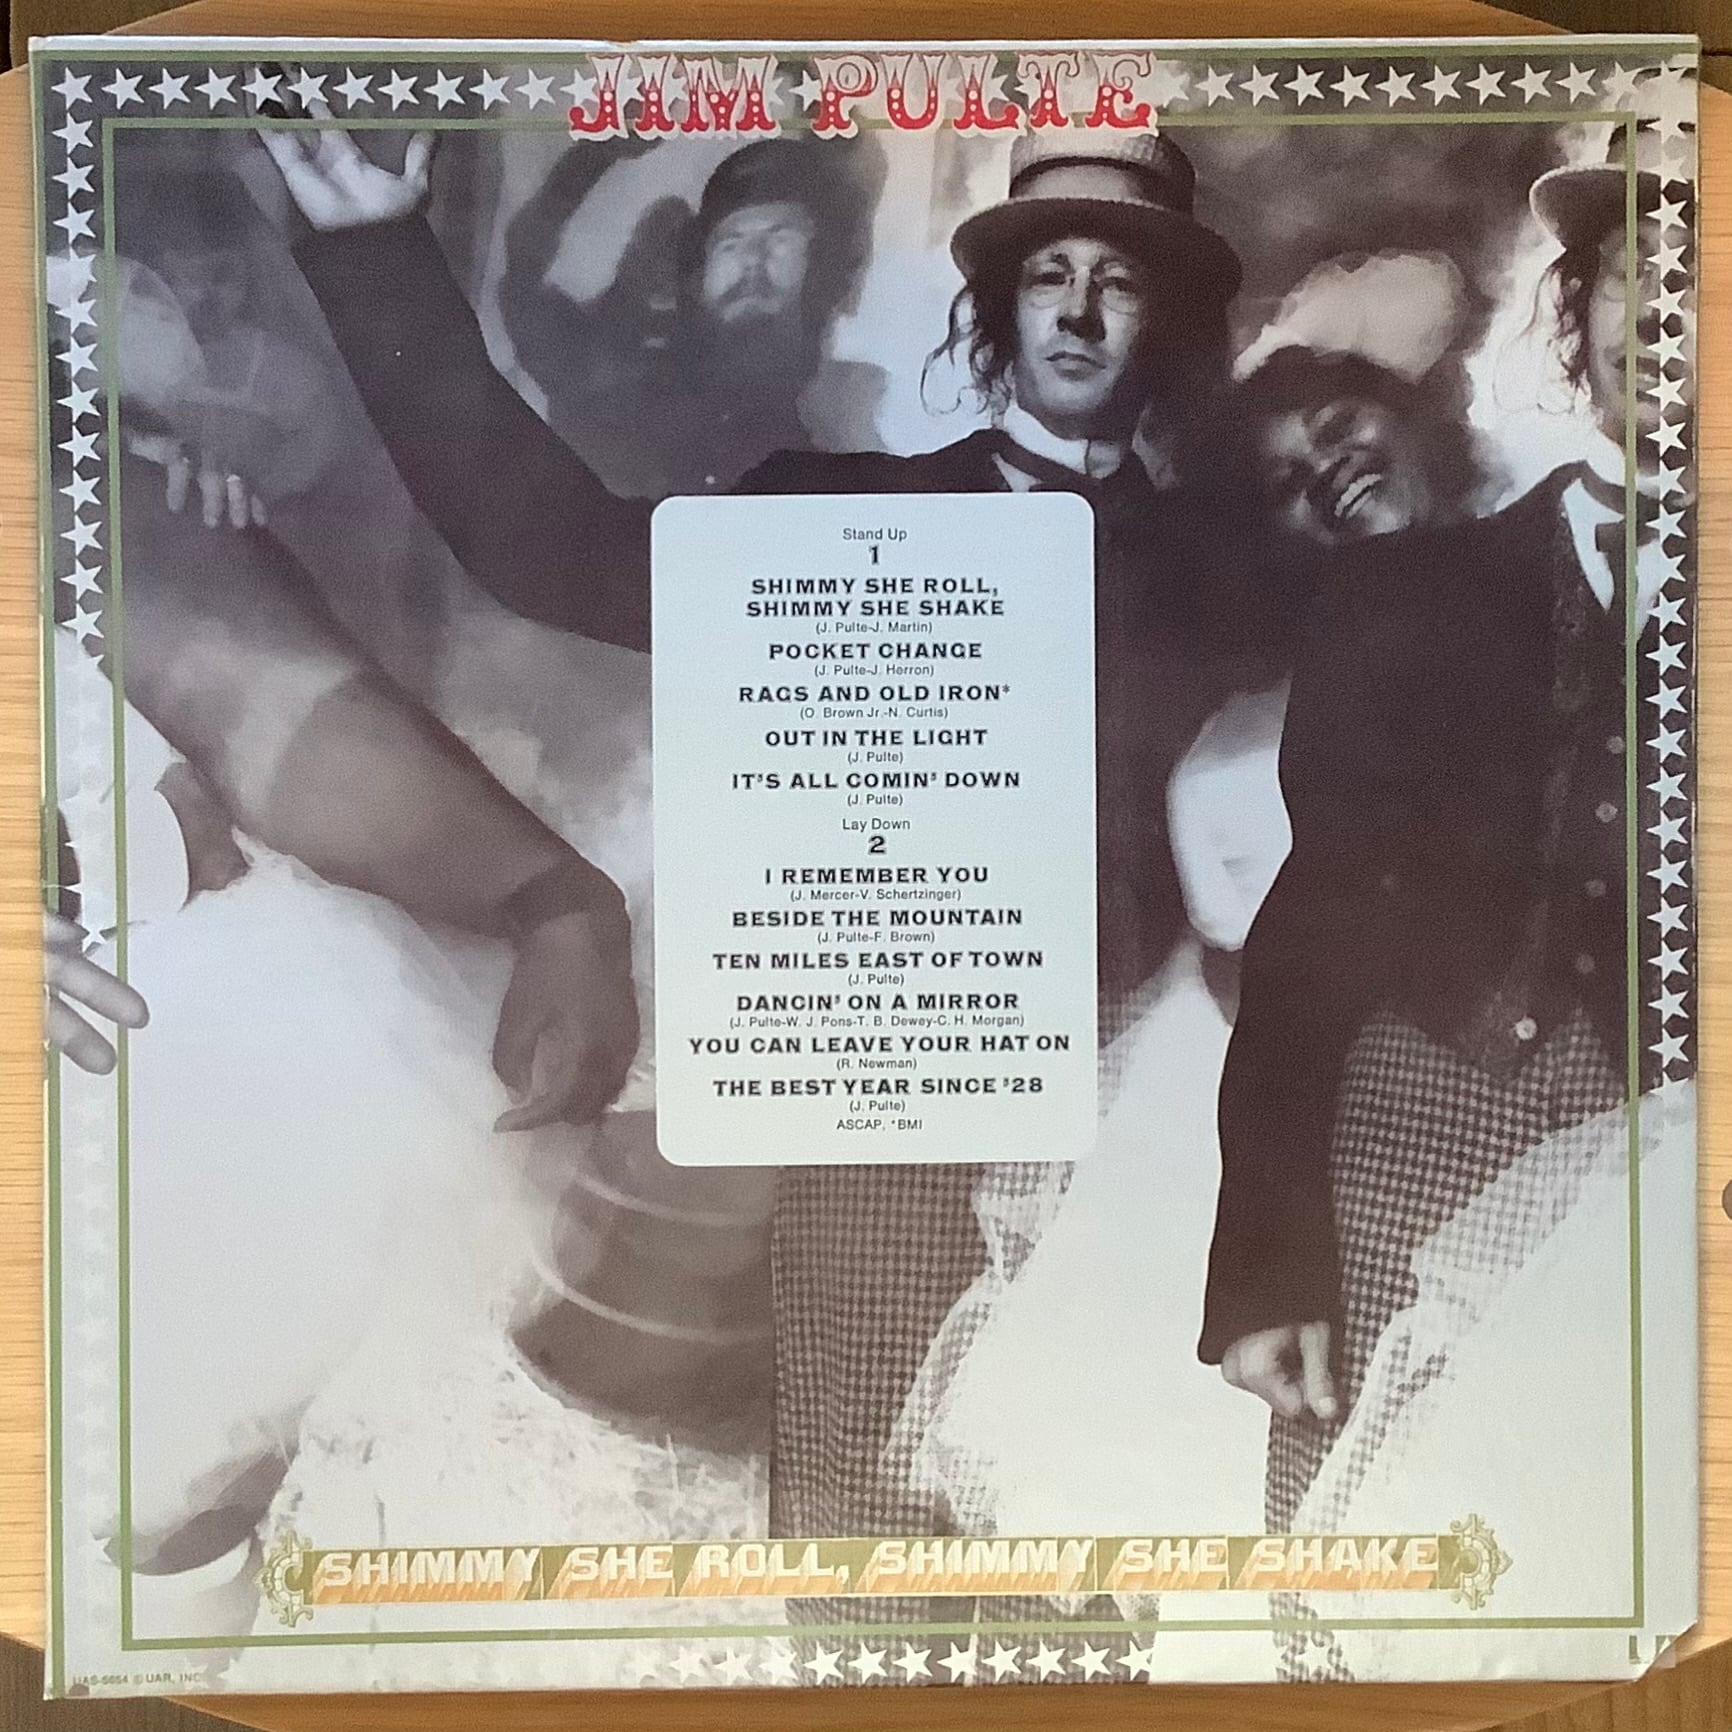 JIM PULTE
Stand Up
1
SHIMMY SHE ROLL,
SHIMMY SHE SHAKE
(J. Pulte-J. Martin)
POCKET CHANGE
(J. Pulte-J. Herron)
RAGS AND OLD IRON*
(O. Brown Jr.-N. Curtis)
OUT IN THE LIGHT
(J. Pulte)
IT'S ALL COMIN' DOWN
(J. Pulte)
Lay Down
2
I REMEMBER YOU
(J. Mercer-V. Schertzinger)
BESIDE THE MOUNTAIN
(J. Pulte-F. Brown)
TEN MILES EAST OF TOWN
(J. Pulte)
DANCIN' ON A MIRROR
(J. Pulte-W. J. Pons-T. B. Dewey-C. H. Morgan)
YOU CAN LEAVE YOUR HAT ON
(R. Newman)
THE BEST YEAR SINCE '28
(J. Pulte)
ASCAP, *BMI
SHIMMY SHE ROLL, SHIMMY SHE SHAKE
UAS-5654 © UAR, INC.